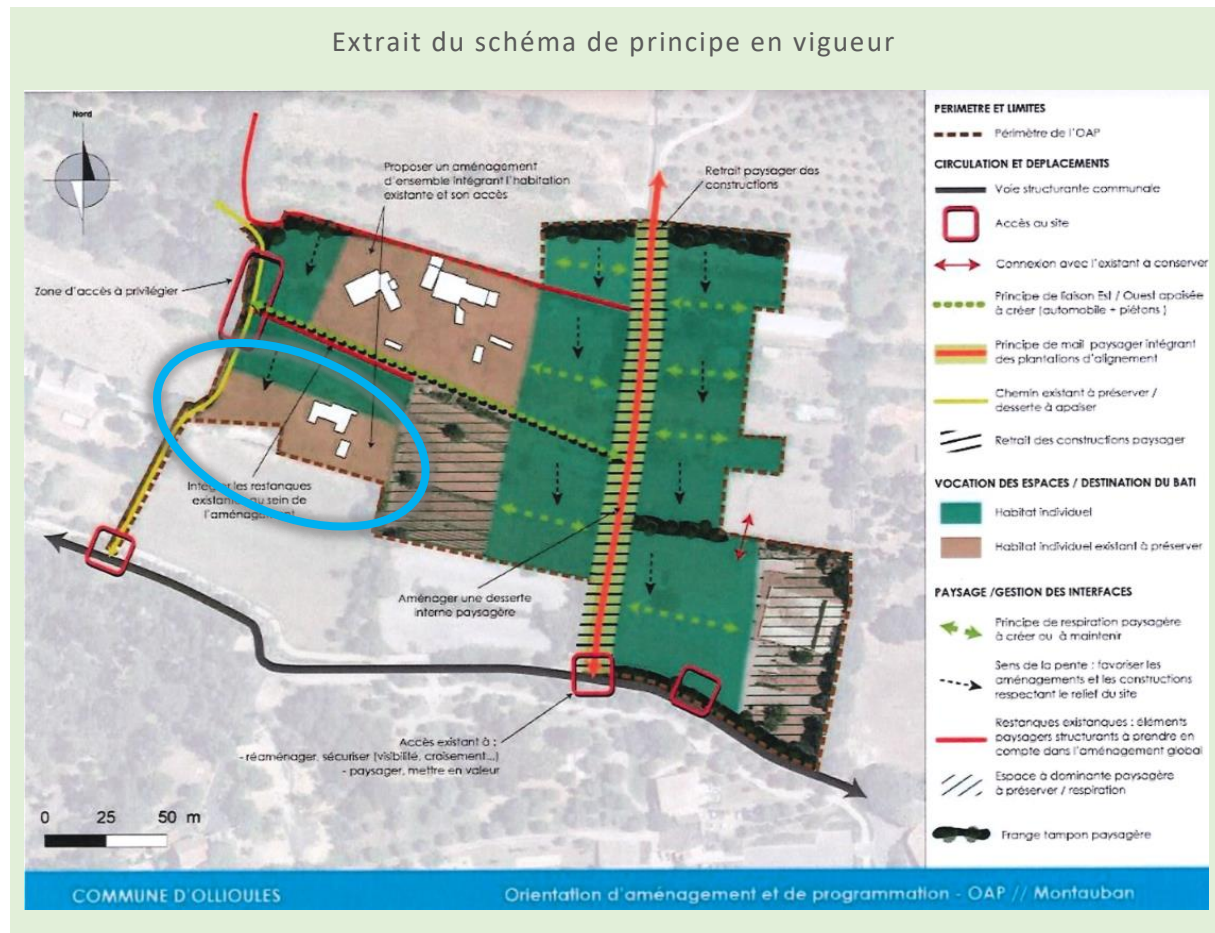 Extrait du schéma de principe en vigueur
Nord
Proposer un aménagement
d'ensemble intégrant l'habitation
existante et son accès
Retrait paysager des
constructions
Zone d'accès à privilégier
Intégrer les restanques
existantes au sein de
l'aménagement
Aménager une desserte
interne paysagère
Accès existant à :
- réaménager, sécuriser (visibilité, croisement...)
- paysager, mettre en valeur
0 25 50 m
PERIMETRE ET LIMITES
Périmètre de l'OAP
CIRCULATION ET DEPLACEMENTS
Voie structurante communale
Accès au site
Connexion avec l'existant à conserver
Principe de liaison Est / Ouest apaisée
à créer (automobile + piétons )
Principe de mail paysager intégrant
des plantations d'alignement
Chemin existant à préserver /
desserte à apaiser
Retrait des constructions paysager
VOCATION DES ESPACES / DESTINATION DU BATI
Habitat individuel
Habitat individuel existant à préserver
PAYSAGE /GESTION DES INTERFACES
Principe de respiration paysagère
à créer ou à maintenir
Sens de la pente : favoriser les
aménagements et les constructions
respectant le relief du site
Restanques existanques : éléments
paysagers structurants à prendre en
compte dans l'aménagement global
Espace à dominante paysagère
à préserver / respiration
Frange tampon paysagère
COMMUNE D'OLLIOULES
Orientation d'aménagement et de programmation - OAP // Montauban